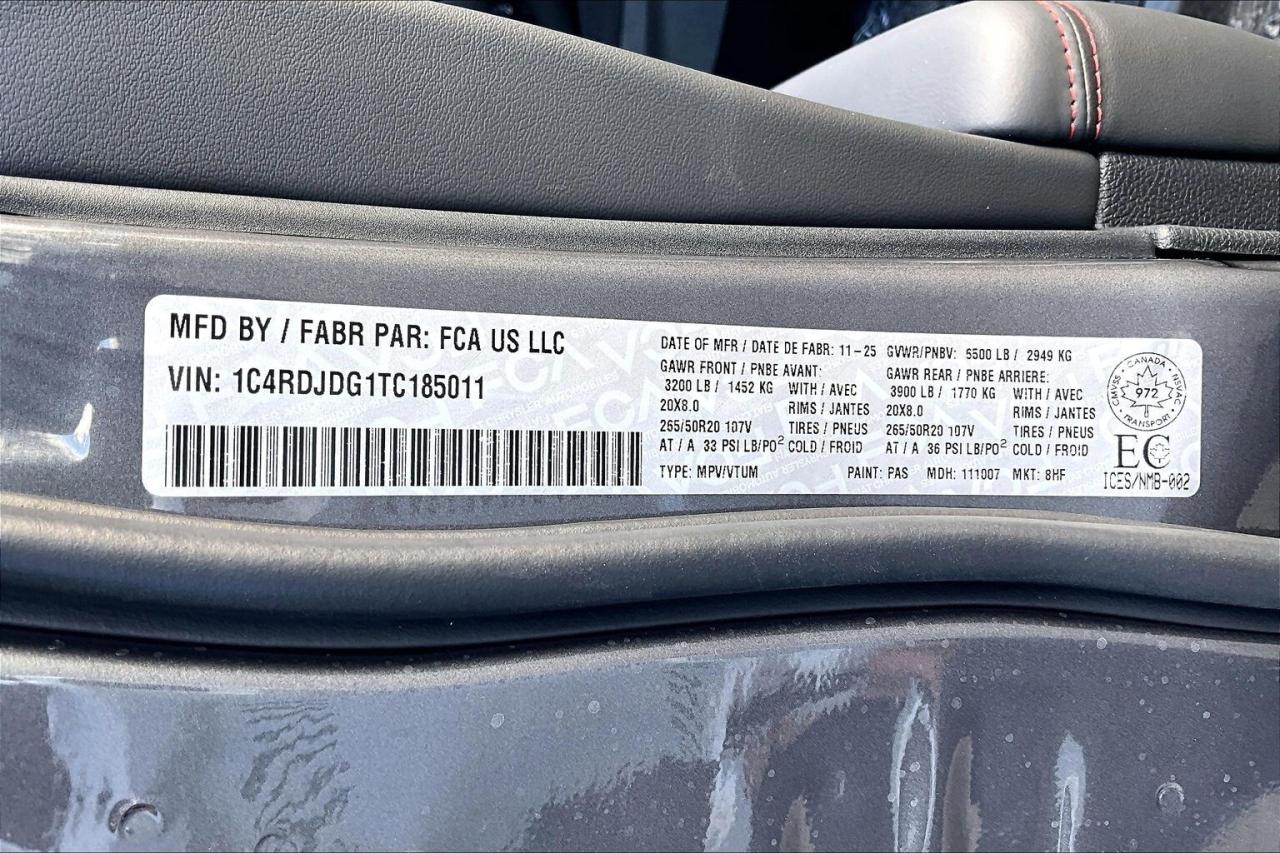 MFD BY / FABR PAR: FCA US LLC
VIN: 1C4RDJDG1TC185011
DATE OF MFR / DATE DE FABR: 11-25 GVWR/PNBV: 6500 LB / 2949 KG
GAWR FRONT / PNBE AVANT: GAWR REAR / PNBE ARRIERE:
3200 LB / 1452 KG WITH / AVEC 3900 LB / 1770 KG WITH / AVEC
20X8.0 RIMS / JANTES 20X8.0 RIMS / JANTES
265/50R20 107V TIRES / PNEUS 265/50R20 107V TIRES / PNEUS
AT / A 33 PSI LB/PO² COLD / FROID AT / A 36 PSI LB/PO² COLD / FROID
TYPE: MPV/VTUM PAINT: PAS MDH: 111007 MKT: 8HF
CANADA
CMVSS 972 NSVAC
TRANSPORT
EC
ICES/NMB-002